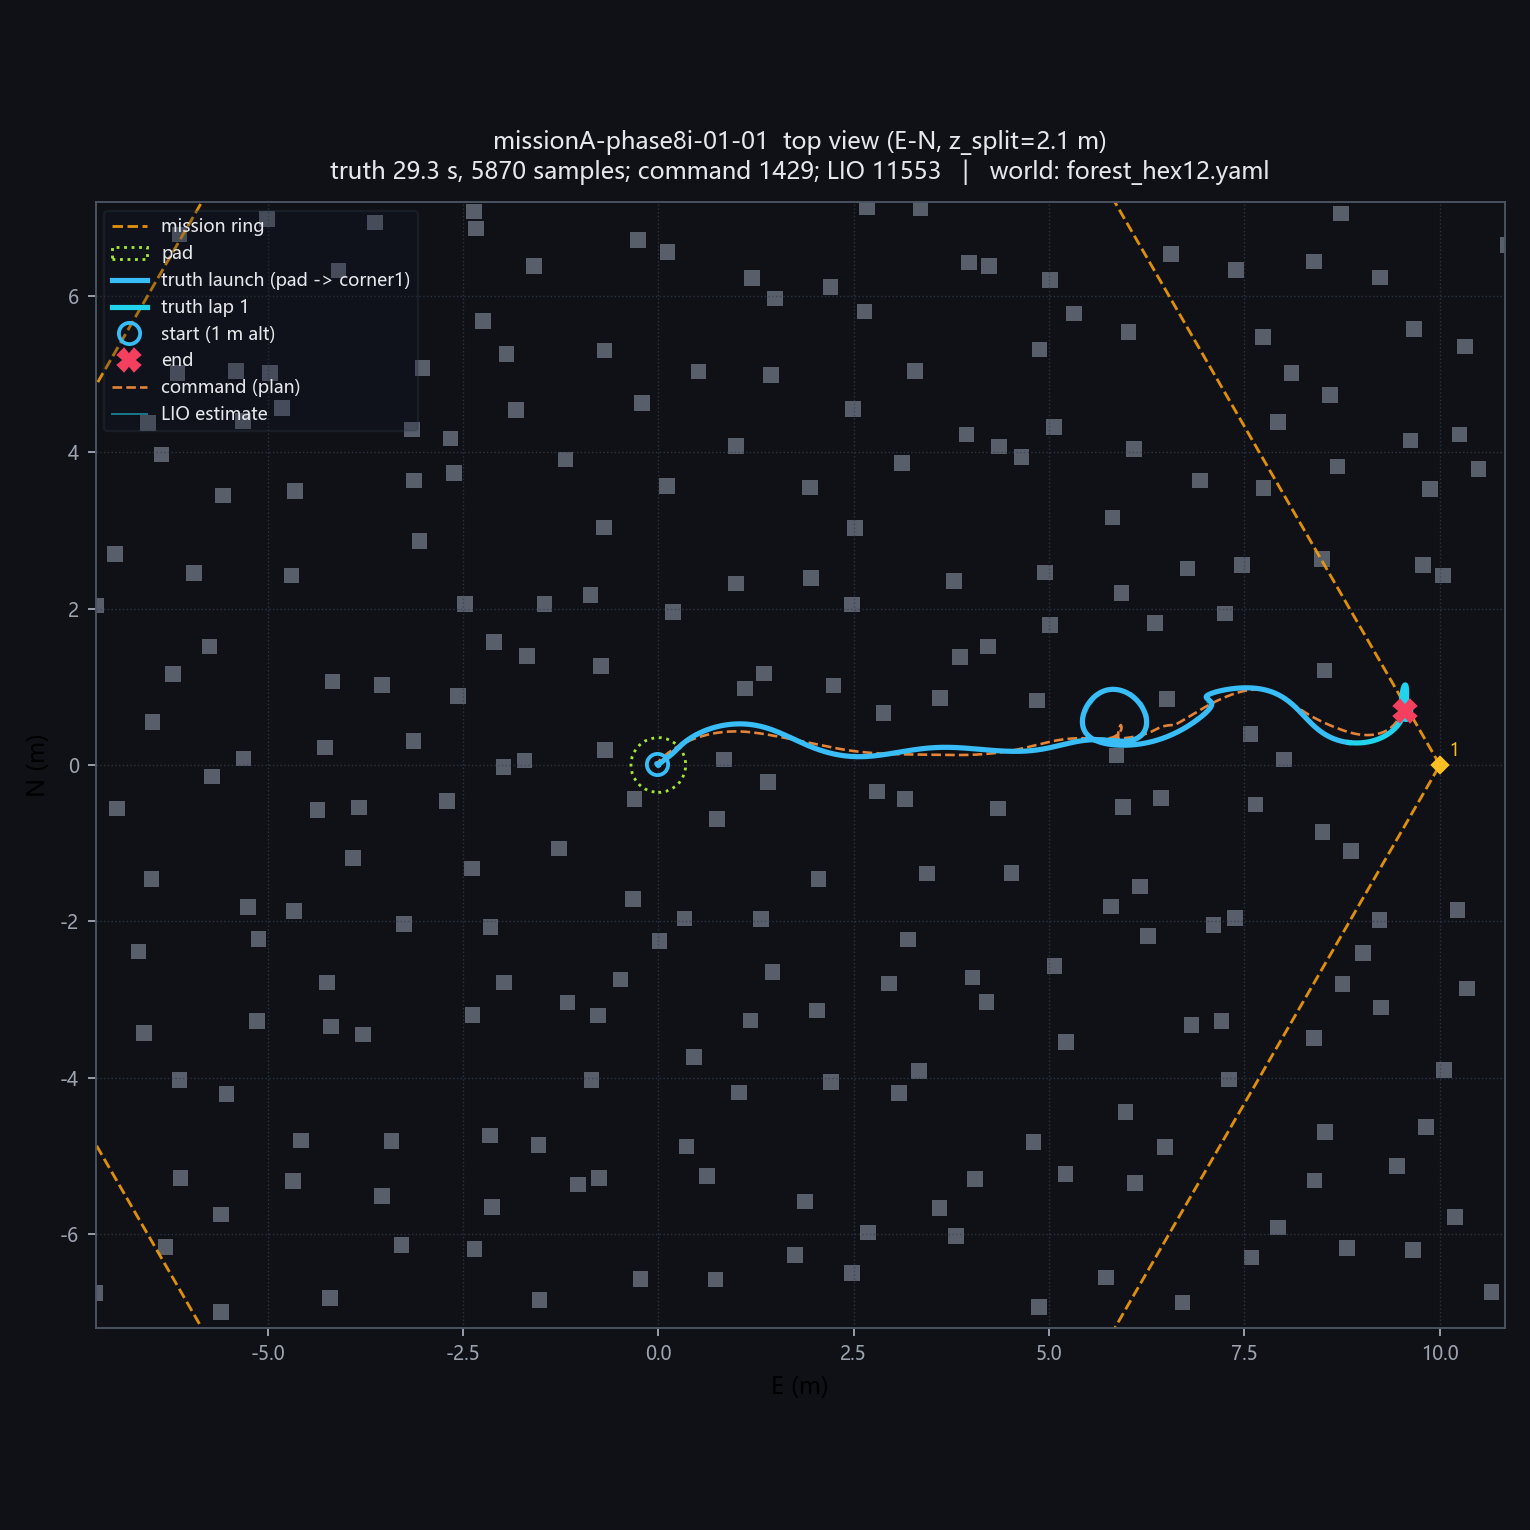 missionA-phase8i-01-01  top view (E-N, z_split=2.1 m)
truth 29.3 s, 5870 samples; command 1429; LIO 11553   |   world: forest_hex12.yaml
mission ring
pad
truth launch (pad -> corner1)
truth lap 1
start (1 m alt)
end
command (plan)
LIO estimate
6
4
2
0
-2
-4
-6
N (m)
1
-5.0
-2.5
0.0
2.5
5.0
7.5
10.0
E (m)